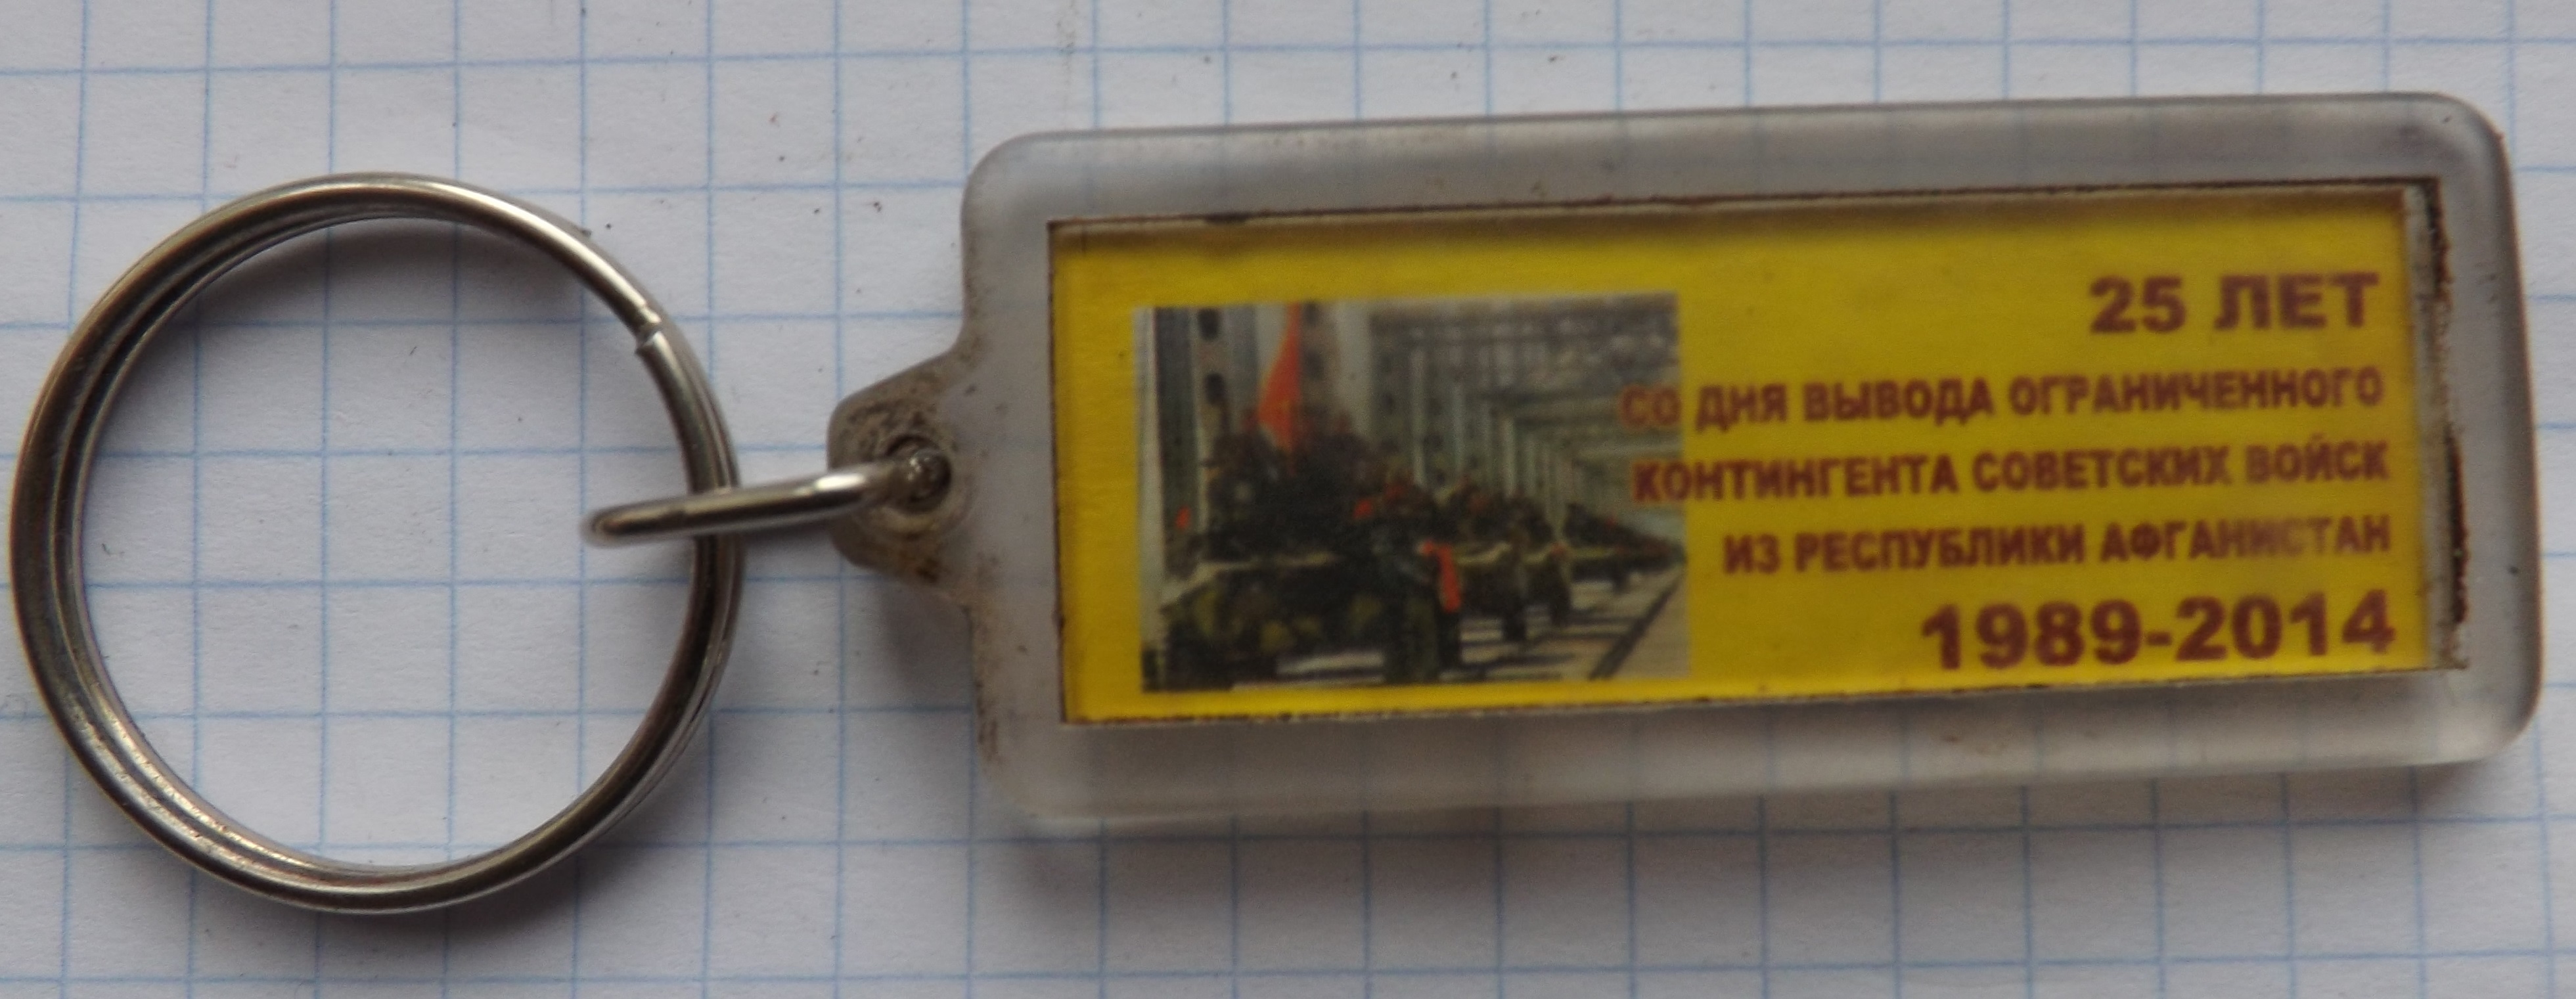 25 ЛЕТ
СО ДНЯ ВЫВОДА ОГРАНИЧЕННОГО
КОНТИНГЕНТА СОВЕТСКИХ ВОЙСК
ИЗ РЕСПУБЛИКИ АФГАНИСТАН
1989-2014